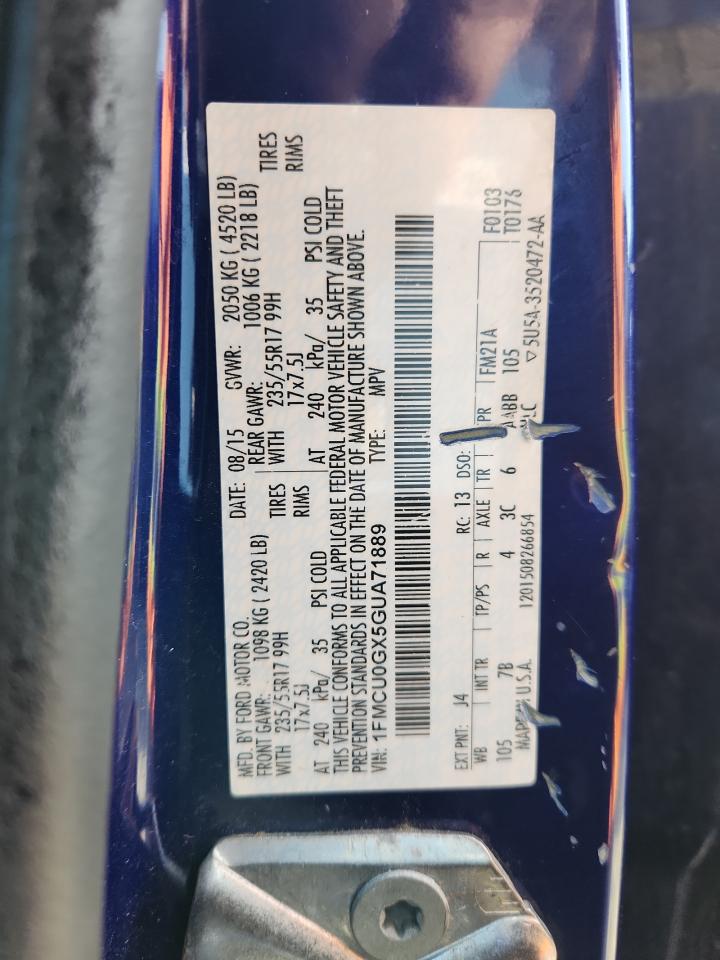 MFD. BY FORD MOTOR CO. DATE: 08/15 GVWR: 2050 KG ( 4520 LB)
FRONT GAWR: 1098 KG ( 2420 LB) REAR GAWR: 1006 KG ( 2218 LB)
WITH 235/55R17 99H TIRES WITH 235/55R17 99H TIRES
17x7.5J RIMS 17x7.5J RIMS
AT 240 kPa/ 35 PSI COLD AT 240 kPa/ 35 PSI COLD
THIS VEHICLE CONFORMS TO ALL APPLICABLE FEDERAL MOTOR VEHICLE SAFETY AND THEFT
PREVENTION STANDARDS IN EFFECT ON THE DATE OF MANUFACTURE SHOWN ABOVE.
VIN: 1FMCU0GX5GUA71889 TYPE: MPV
EXT PNT: J4 RC: 13 DSO:
WB INT TR TP/PS R AXLE TR PR FM21A F0103
105 7B 4 3C 6 AABB 105 T0176
U.S.A. 1201508266854 ▽5U5A-3520472-AA